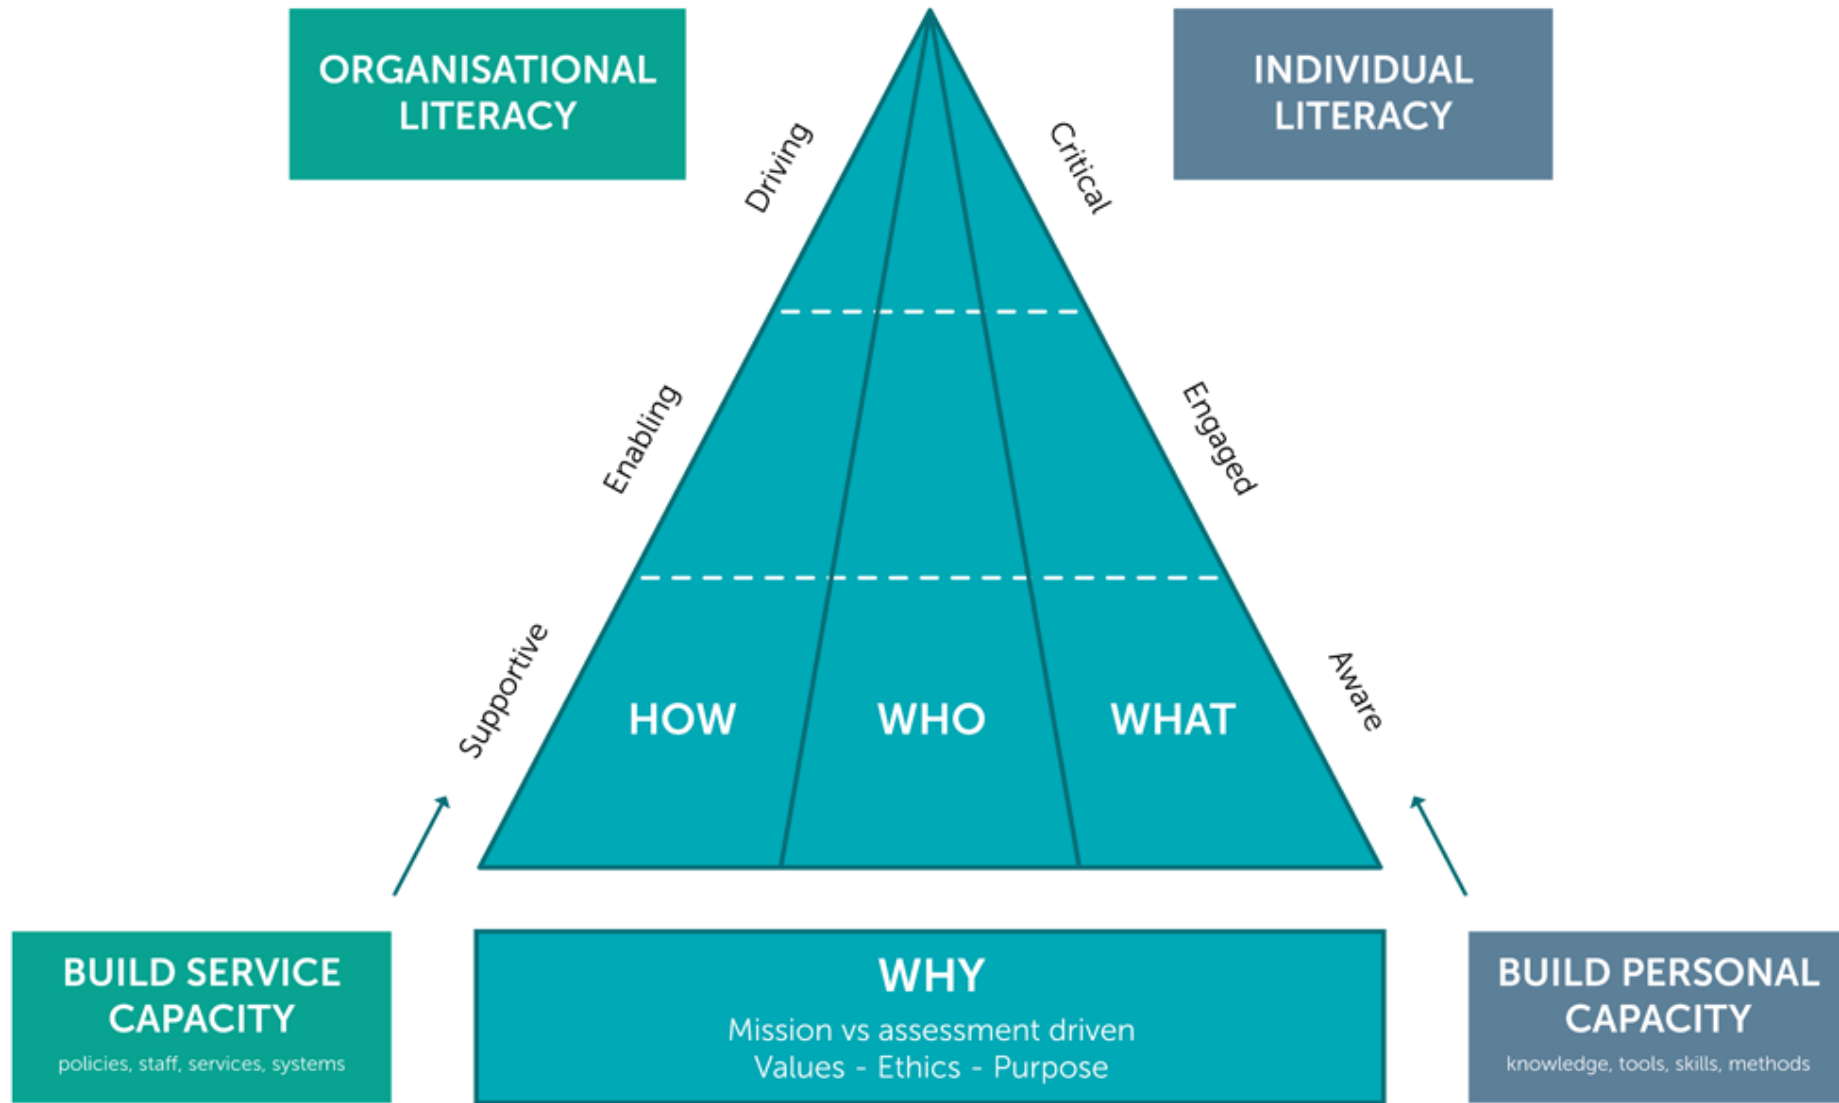 ORGANISATIONAL
LITERACY
INDIVIDUAL
LITERACY
Driving
Critical
Enabling
Engaged
Supportive
Aware
HOW
WHO
WHAT
BUILD SERVICE
CAPACITY
policies, staff, services, systems
WHY
Mission vs assessment driven
Values - Ethics - Purpose
BUILD PERSONAL
CAPACITY
knowledge, tools, skills, methods